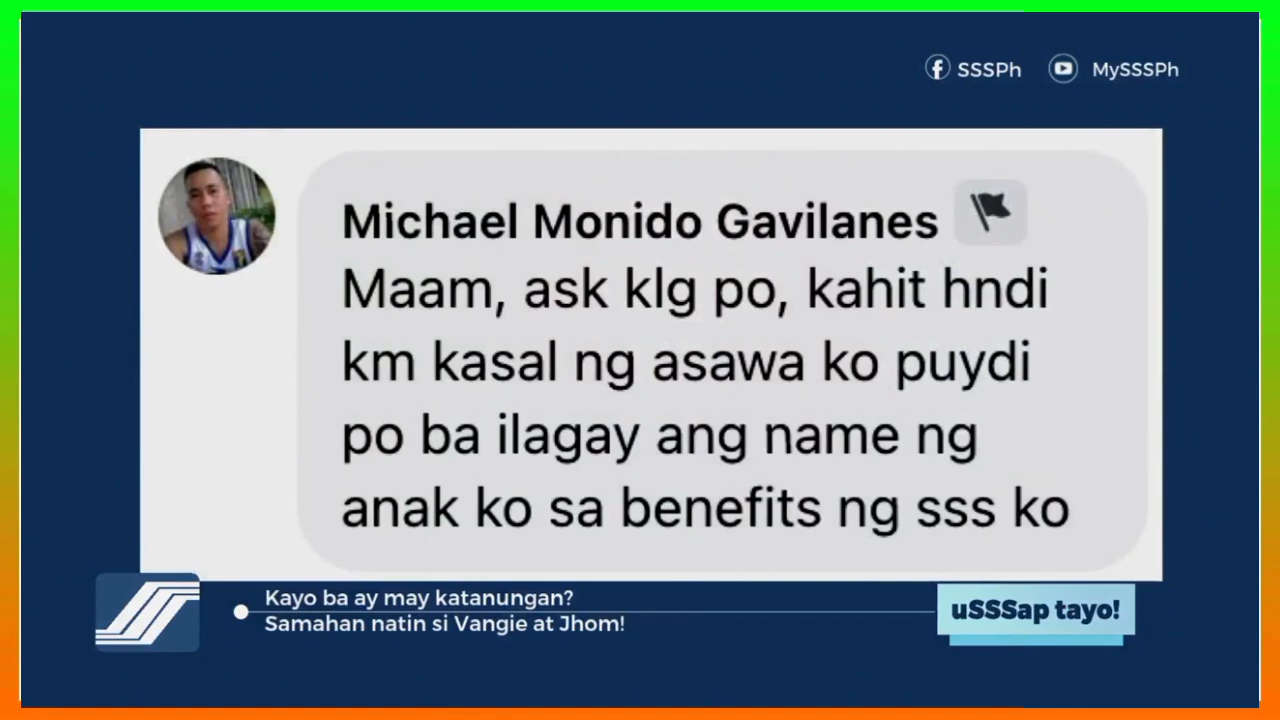 SSSPh MySSSPh
Michael Monido Gavilanes
Maam, ask klg po, kahit hndi
km kasal ng asawa ko puydi
po ba ilagay ang name ng
anak ko sa benefits ng sss ko
Kayo ba ay may katanungan?
Samahan natin si Vangie at Jhom!
uSSSap tayo!